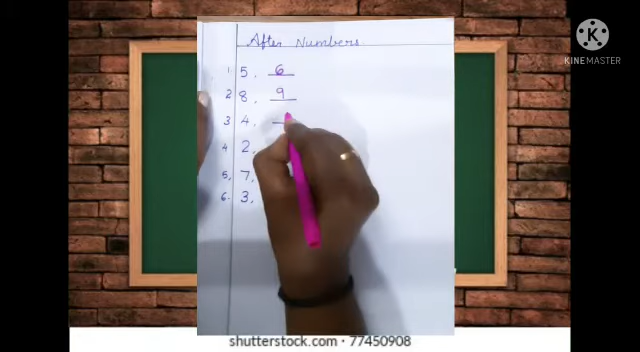 After Numbers
1. 5, 6
2 8, 9
3 4,
4 2,
5, 7,
6. 3,
KINEMASTER
shutterstock.com · 77450908